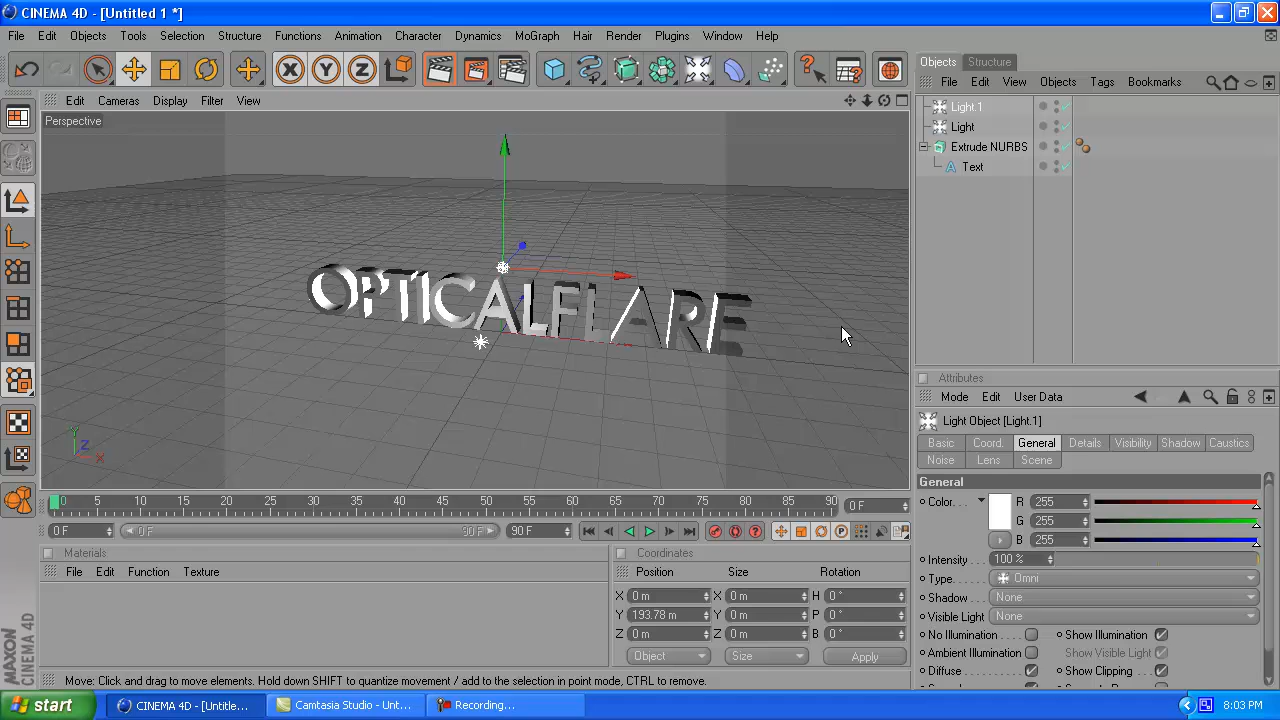 CINEMA 4D - [Untitled 1 *]
File Edit Objects Tools Selection Structure Functions Animation Character Dynamics MoGraph Hair Render Plugins Window Help
X Y Z
Objects Structure
File Edit View Objects Tags Bookmarks
Edit Cameras Display Filter View
Perspective
Light.1
Light
Extrude NURBS
Text
OPTICALFLARE
Y
Z
X
Attributes
Mode Edit User Data
Light Object [Light.1]
Basic Coord. General Details Visibility Shadow Caustics
Noise Lens Scene
General
Color. . . R 255
G 255
B 255
Intensity . . . 100 %
Type. . . . . Omni
Shadow. . . . None
Visible Light None
No Illumination . . . . Show Illumination
Ambient Illumination Show Visible Light
Diffuse . . . . . . . Show Clipping
0 5 10 15 20 25 30 35 40 45 50 55 60 65 70 75 80 85 90 0 F
0 F 0 F 90 F 90 F
Materials
File Edit Function Texture
Coordinates
Position Size Rotation
X 0 m X 0 m H 0 °
Y 193.78 m Y 0 m P 0 °
Z 0 m Z 0 m B 0 °
Object Size Apply
MAXON
CINEMA 4D
Move: Click and drag to move elements. Hold down SHIFT to quantize movement / add to the selection in point mode, CTRL to remove.
start CINEMA 4D - [Untitle... Camtasia Studio - Unt... Recording... 8:03 PM